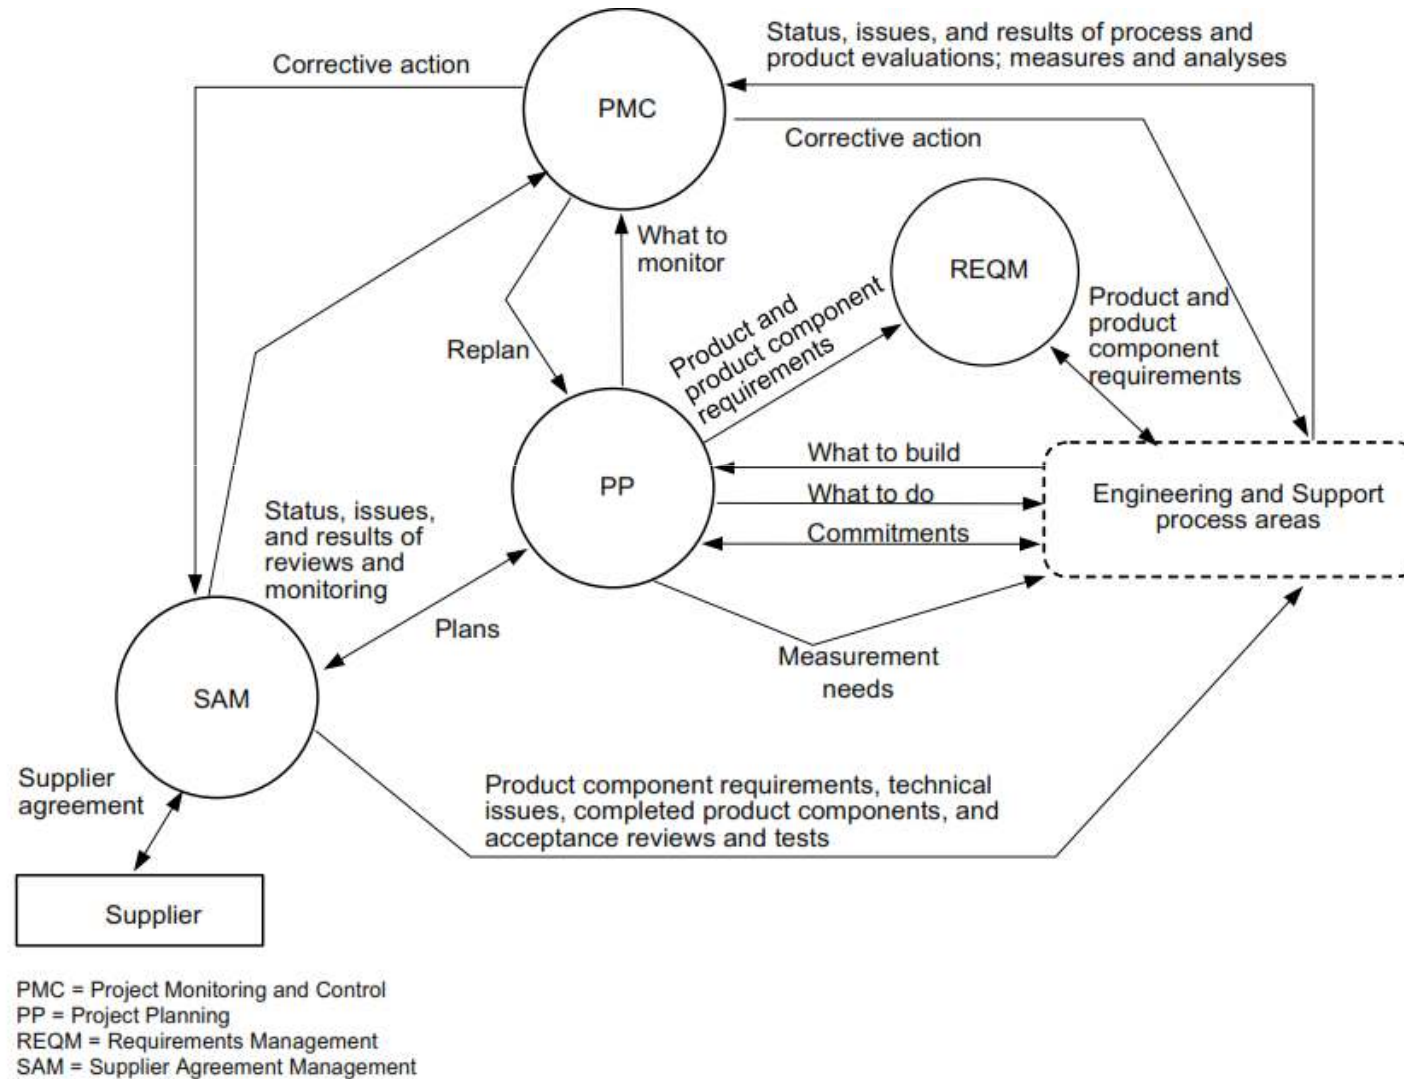 Status, issues, and results of process and
product evaluations; measures and analyses
Corrective action
PMC
Corrective action
What to
monitor
REQM
Product and
product component
requirements
Product and
product
component
requirements
Replan
PP
What to build
What to do
Commitments
Engineering and Support
process areas
Status, issues,
and results of
reviews and
monitoring
Plans
Measurement
needs
SAM
Supplier
agreement
Product component requirements, technical
issues, completed product components, and
acceptance reviews and tests
Supplier
PMC = Project Monitoring and Control
PP = Project Planning
REQM = Requirements Management
SAM = Supplier Agreement Management